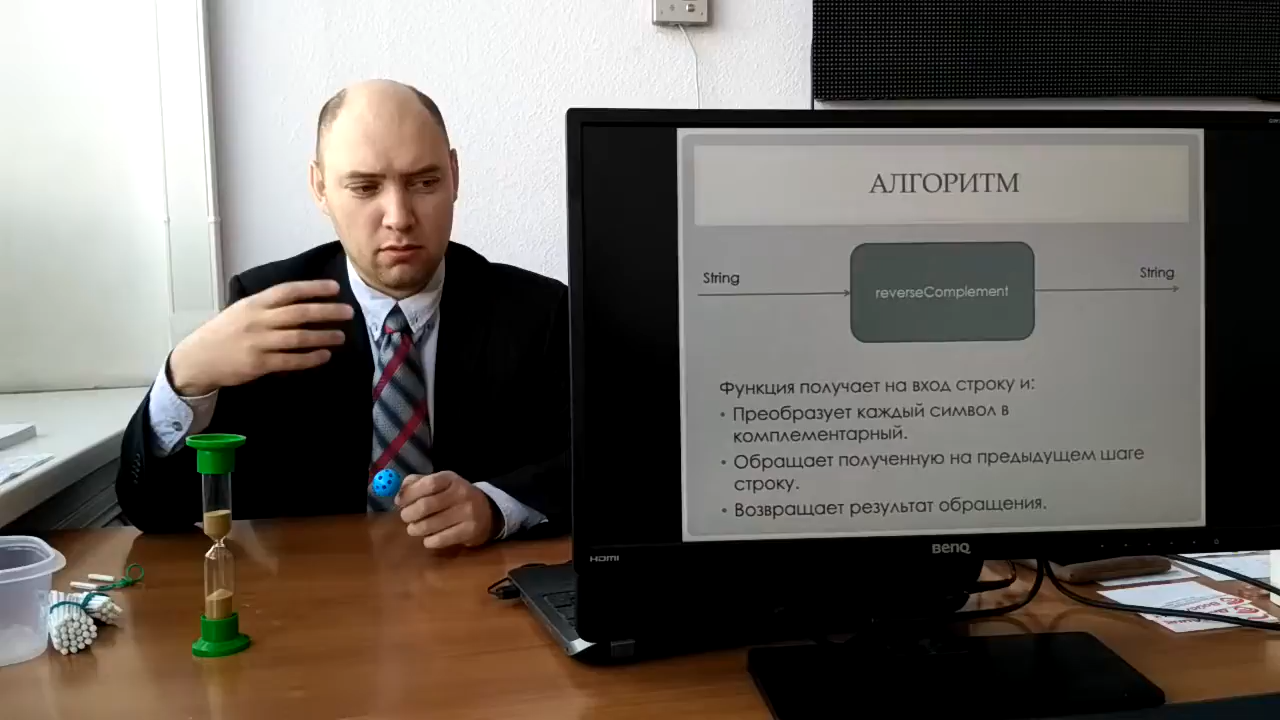 АЛГОРИТМ
String
String
reverseComplement
Функция получает на вход строку и:
• Преобразует каждый символ в
комплементарный.
• Обращает полученную на предыдущем шаге
строку.
• Возвращает результат обращения.
HDMI
BenQ